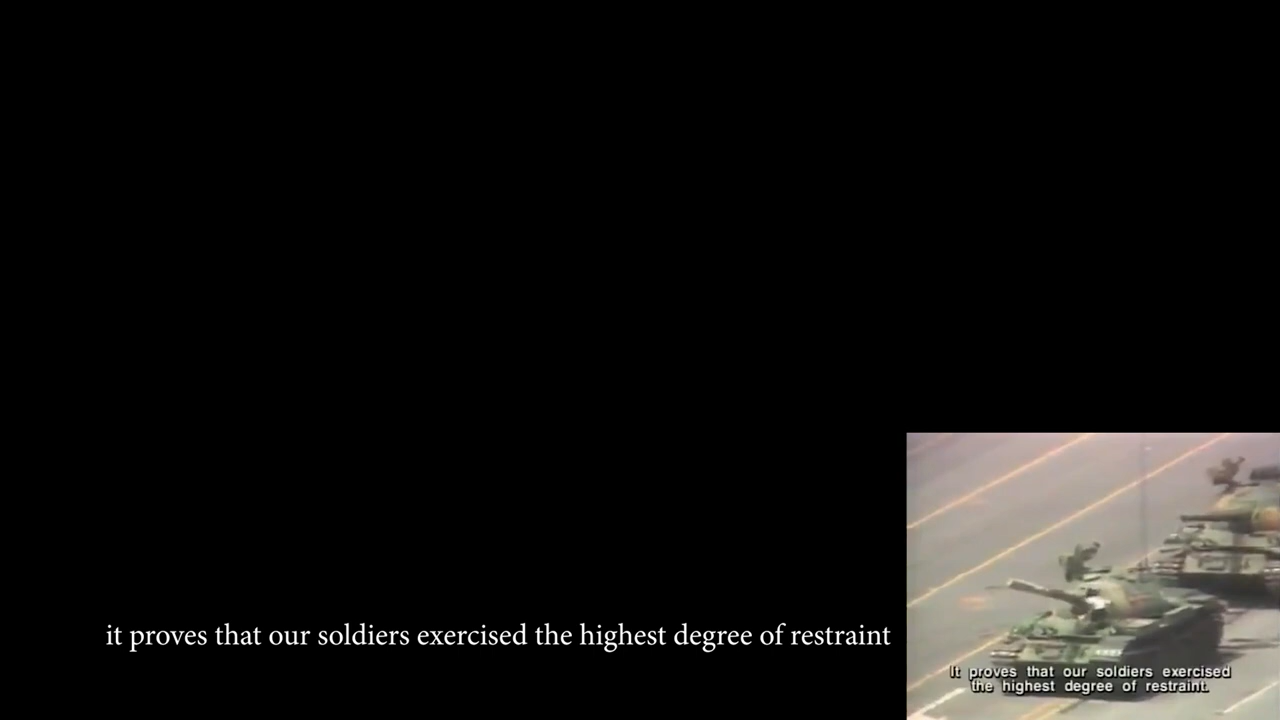 it proves that our soldiers exercised the highest degree of restraint
It proves that our soldiers exercised
the highest degree of restraint.